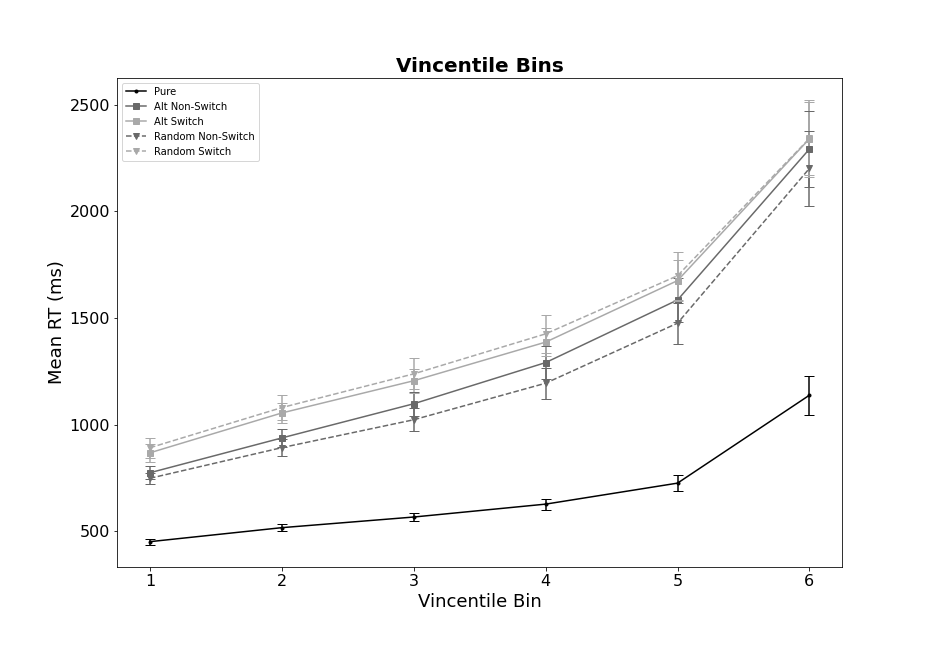 Vincentile Bins
Pure
Alt Non-Switch
Alt Switch
Random Non-Switch
Random Switch
2500
2000
1500
1000
500
Mean RT (ms)
1 2 3 4 5 6
Vincentile Bin